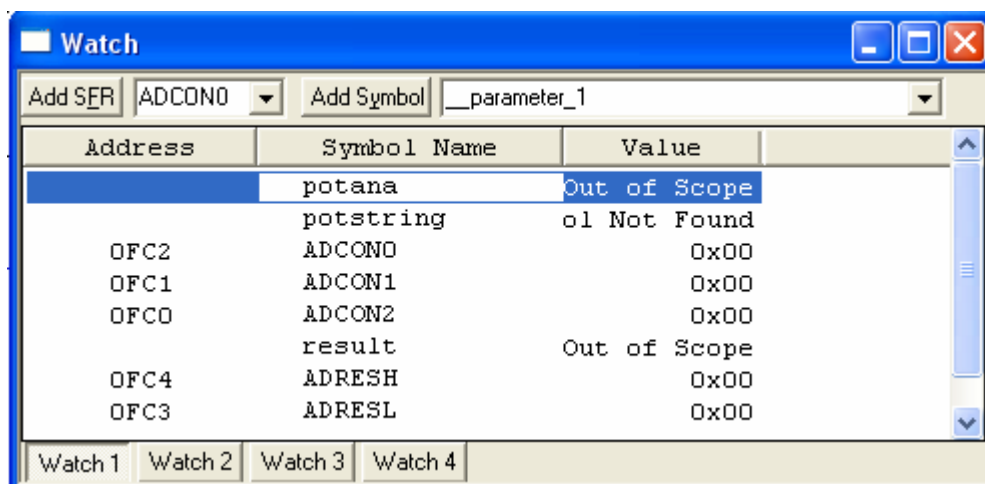 Watch
Add SFR ADCON0 Add Symbol __parameter_1
Address Symbol Name Value
potana Out of Scope
potstring ol Not Found
0FC2 ADCON0 0x00
0FC1 ADCON1 0x00
0FC0 ADCON2 0x00
result Out of Scope
0FC4 ADRESH 0x00
0FC3 ADRESL 0x00
Watch 1 Watch 2 Watch 3 Watch 4